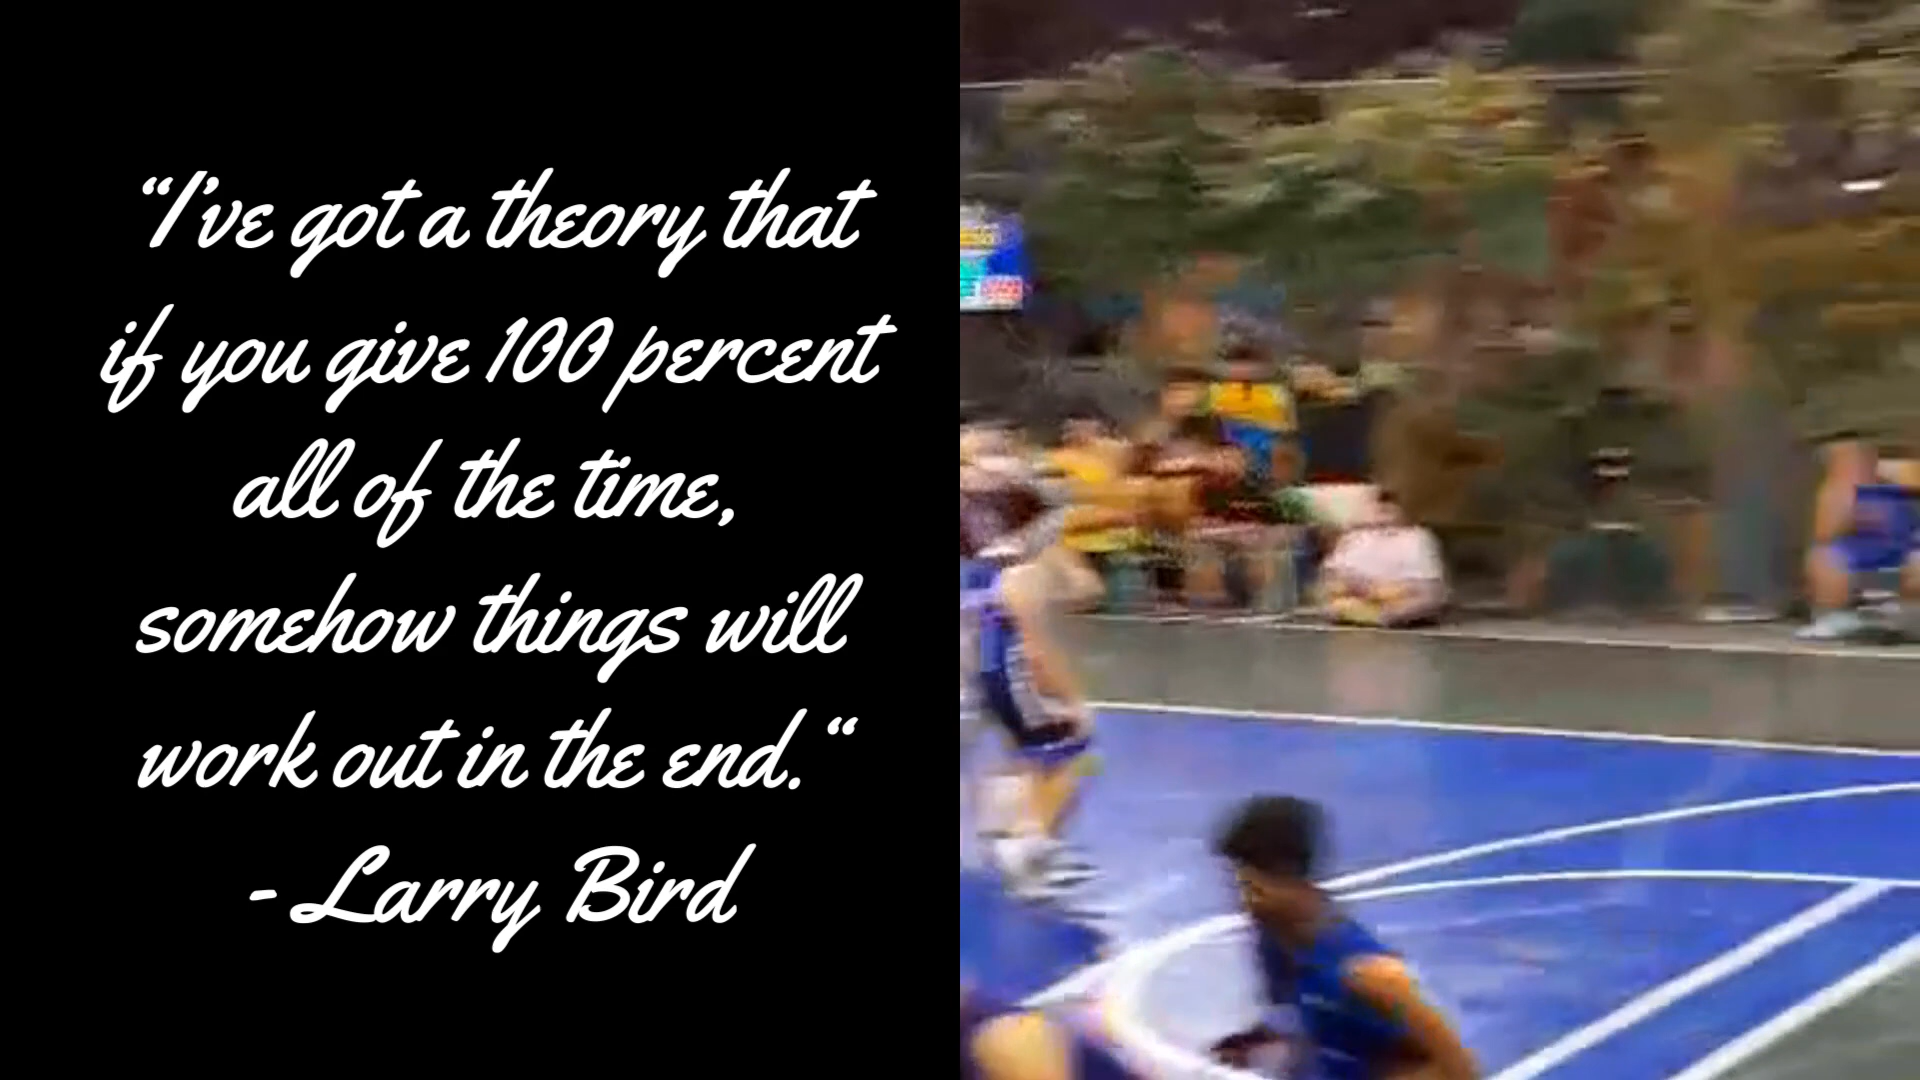 “I’ve got a theory that
if you give 100 percent
all of the time,
somehow things will
work out in the end.“
- Larry Bird